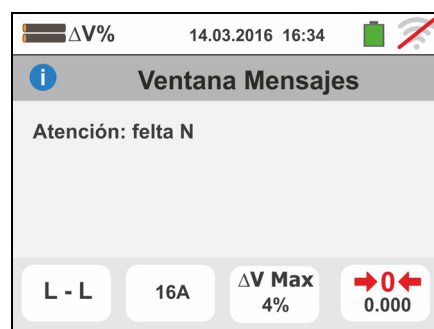 ΔV% 14.03.2016 16:34
i Ventana Mensajes
Atención: felta N
L - L 16A ΔV Max 4% →0← 0.000